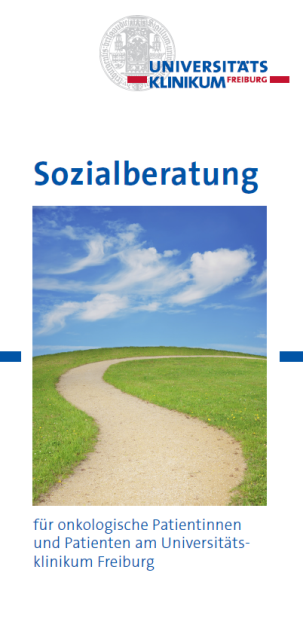 UNIVERSITÄTS
KLINIKUM FREIBURG
Sozialberatung
für onkologische Patientinnen
und Patienten am Universitäts-
klinikum Freiburg